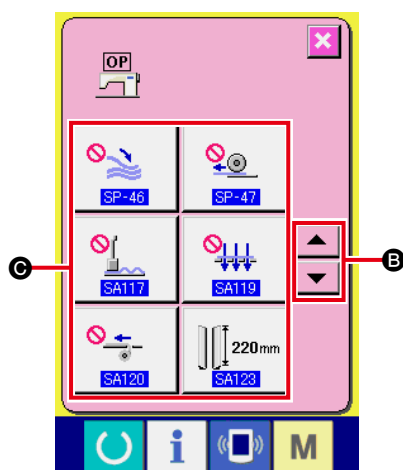 OP
SP-46 SP-47
SA117 SA119
C B
220mm
SA120 SA123
i M